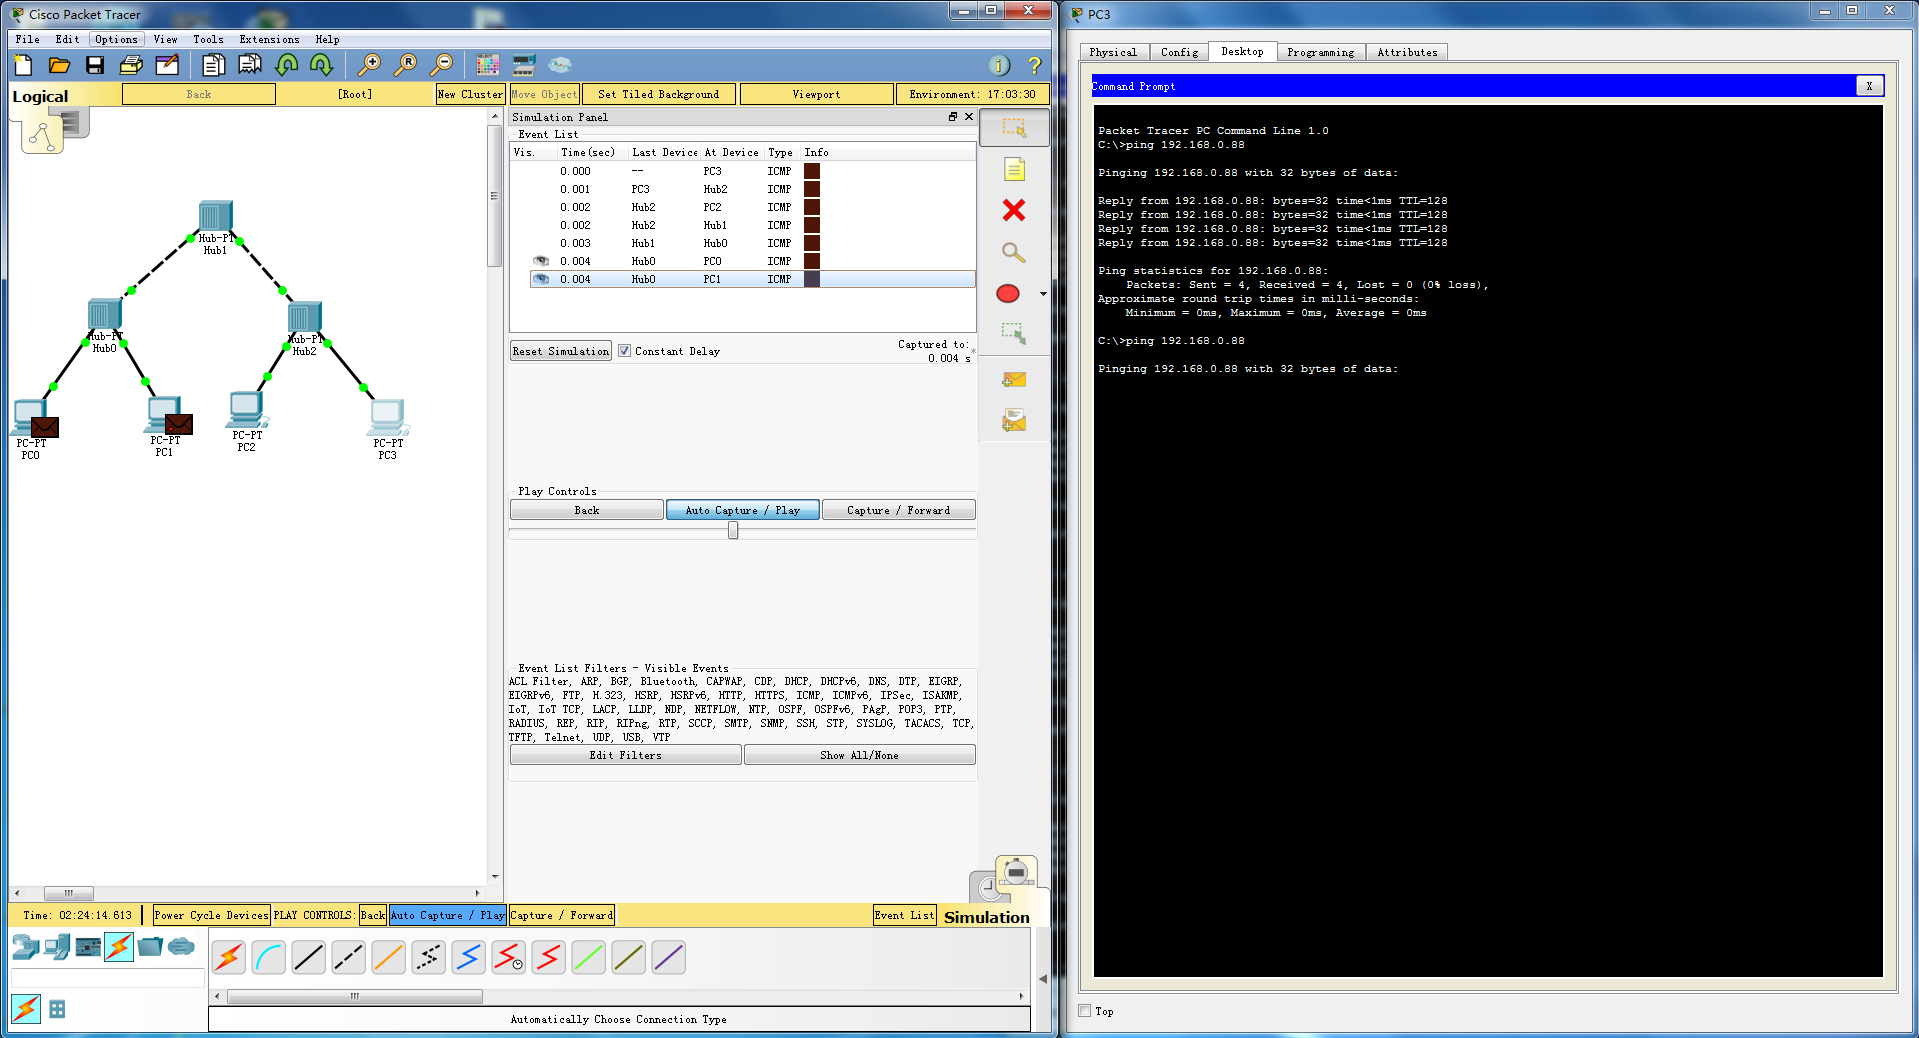 Cisco Packet Tracer
File Edit Options View Tools Extensions Help
Logical Back [Root] New Cluster Move Object Set Tiled Background Viewport Environment: 17:03:30
Hub-PT
Hub1
Hub-PT
Hub0
Hub-PT
Hub2
PC-PT
PC0
PC-PT
PC1
PC-PT
PC2
PC-PT
PC3
Simulation Panel
Event List
Vis. Time(sec) Last Device At Device Type Info
0.000 -- PC3 ICMP
0.001 PC3 Hub2 ICMP
0.002 Hub2 PC2 ICMP
0.002 Hub2 Hub1 ICMP
0.003 Hub1 Hub0 ICMP
0.004 Hub0 PC0 ICMP
0.004 Hub0 PC1 ICMP
Reset Simulation Constant Delay Captured to:
0.004 s
Play Controls
Back Auto Capture / Play Capture / Forward
Event List Filters - Visible Events
ACL Filter, ARP, BGP, Bluetooth, CAPWAP, CDP, DHCP, DHCPv6, DNS, DTP, EIGRP,
EIGRPv6, FTP, H.323, HSRP, HSRPv6, HTTP, HTTPS, ICMP, ICMPv6, IPSec, ISAKMP,
IoT, IoT TCP, LACP, LLDP, NDP, NETFLOW, NTP, OSPF, OSPFv6, PAgP, POP3, PTP,
RADIUS, REP, RIP, RIPng, RTP, SCCP, SMTP, SNMP, SSH, STP, SYSLOG, TACACS, TCP,
TFTP, Telnet, UDP, USB, VTP
Edit Filters Show All/None
Time: 02:24:14.613 Power Cycle Devices PLAY CONTROLS: Back Auto Capture / Play Capture / Forward Event List Simulation
Automatically Choose Connection Type
PC3
Physical Config Desktop Programming Attributes
Command Prompt X
Packet Tracer PC Command Line 1.0
C:\>ping 192.168.0.88
Pinging 192.168.0.88 with 32 bytes of data:
Reply from 192.168.0.88: bytes=32 time<1ms TTL=128
Reply from 192.168.0.88: bytes=32 time<1ms TTL=128
Reply from 192.168.0.88: bytes=32 time<1ms TTL=128
Reply from 192.168.0.88: bytes=32 time<1ms TTL=128
Ping statistics for 192.168.0.88:
Packets: Sent = 4, Received = 4, Lost = 0 (0% loss),
Approximate round trip times in milli-seconds:
Minimum = 0ms, Maximum = 0ms, Average = 0ms
C:\>ping 192.168.0.88
Pinging 192.168.0.88 with 32 bytes of data:
Top